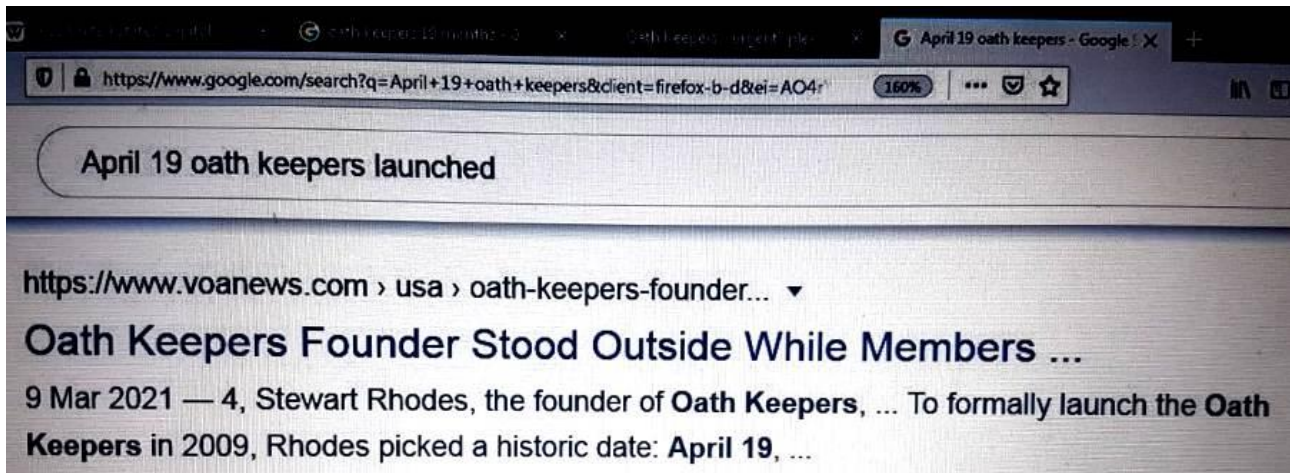 April 19 oath keepers - Google
https://www.google.com/search?q=April+19+oath+keepers&client=firefox-b-d&ei=AO4r
160%
April 19 oath keepers launched
https://www.voanews.com › usa › oath-keepers-founder...
Oath Keepers Founder Stood Outside While Members ...
9 Mar 2021 — 4, Stewart Rhodes, the founder of Oath Keepers, ... To formally launch the Oath
Keepers in 2009, Rhodes picked a historic date: April 19, ...